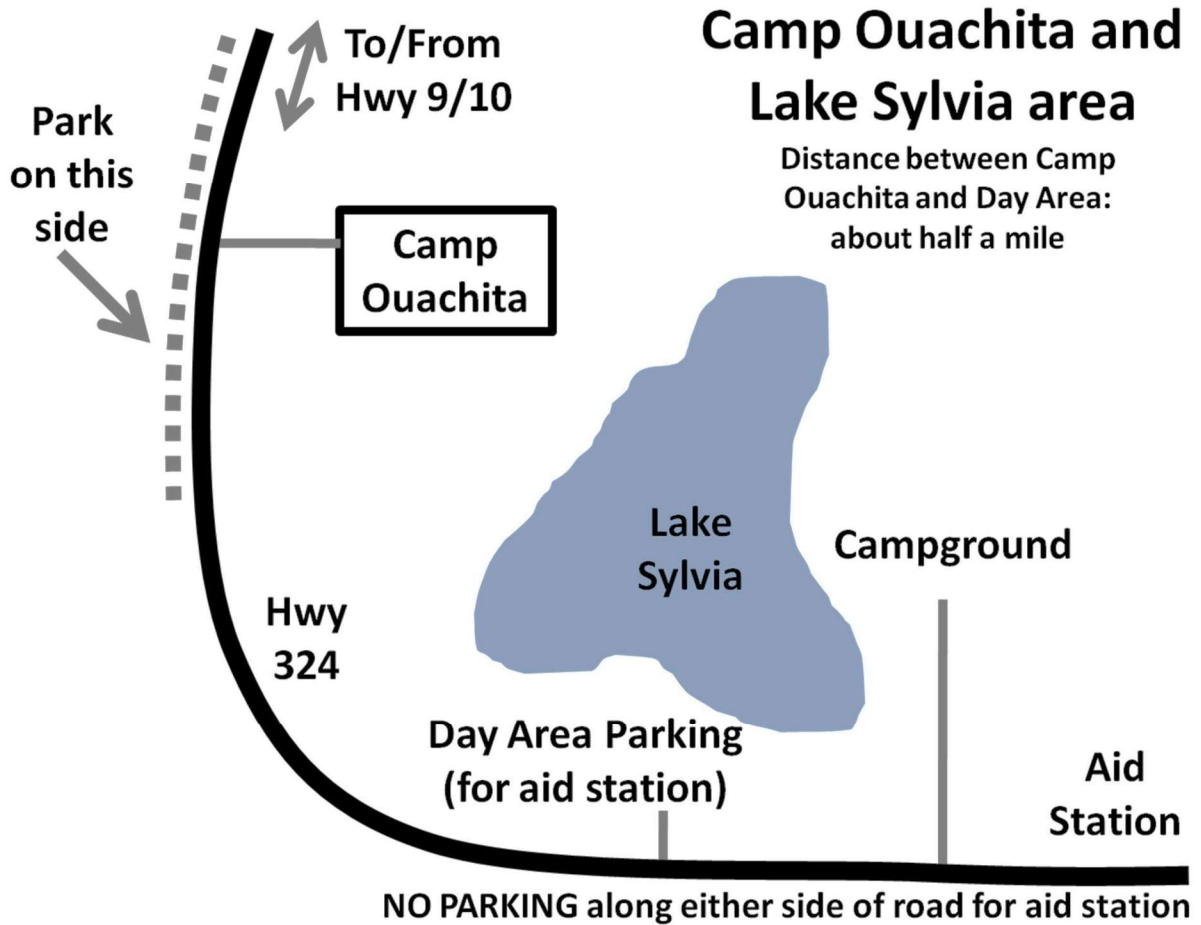 Camp Ouachita and
Lake Sylvia area
Distance between Camp
Ouachita and Day Area:
about half a mile
To/From
Hwy 9/10
Park
on this
side
Camp
Ouachita
Lake
Sylvia
Campground
Hwy
324
Day Area Parking
(for aid station)
Aid
Station
NO PARKING along either side of road for aid station